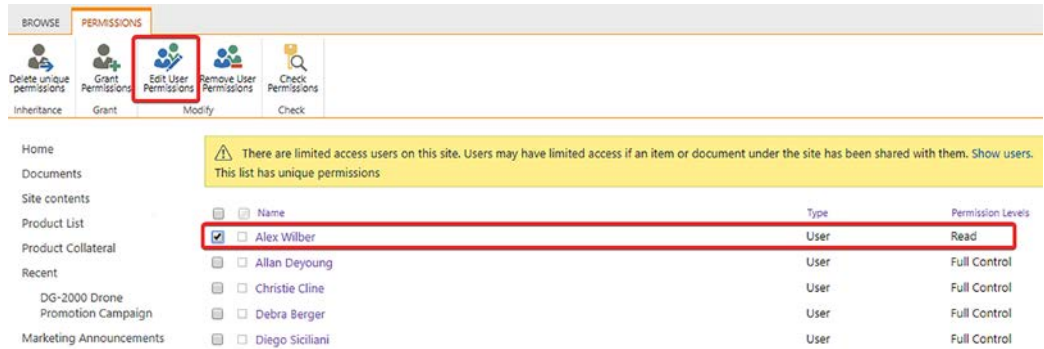 BROWSE PERMISSIONS
Delete unique permissions
Grant Permissions
Edit User Permissions
Remove User Permissions
Check Permissions
Inheritance Grant Modify Check
Home
Documents
Site contents
Product List
Product Collateral
Recent
DG-2000 Drone
Promotion Campaign
Marketing Announcements
There are limited access users on this site. Users may have limited access if an item or document under the site has been shared with them. Show users.
This list has unique permissions
Name Type Permission Levels
Alex Wilber User Read
Allan Deyoung User Full Control
Christie Cline User Full Control
Debra Berger User Full Control
Diego Siciliani User Full Control